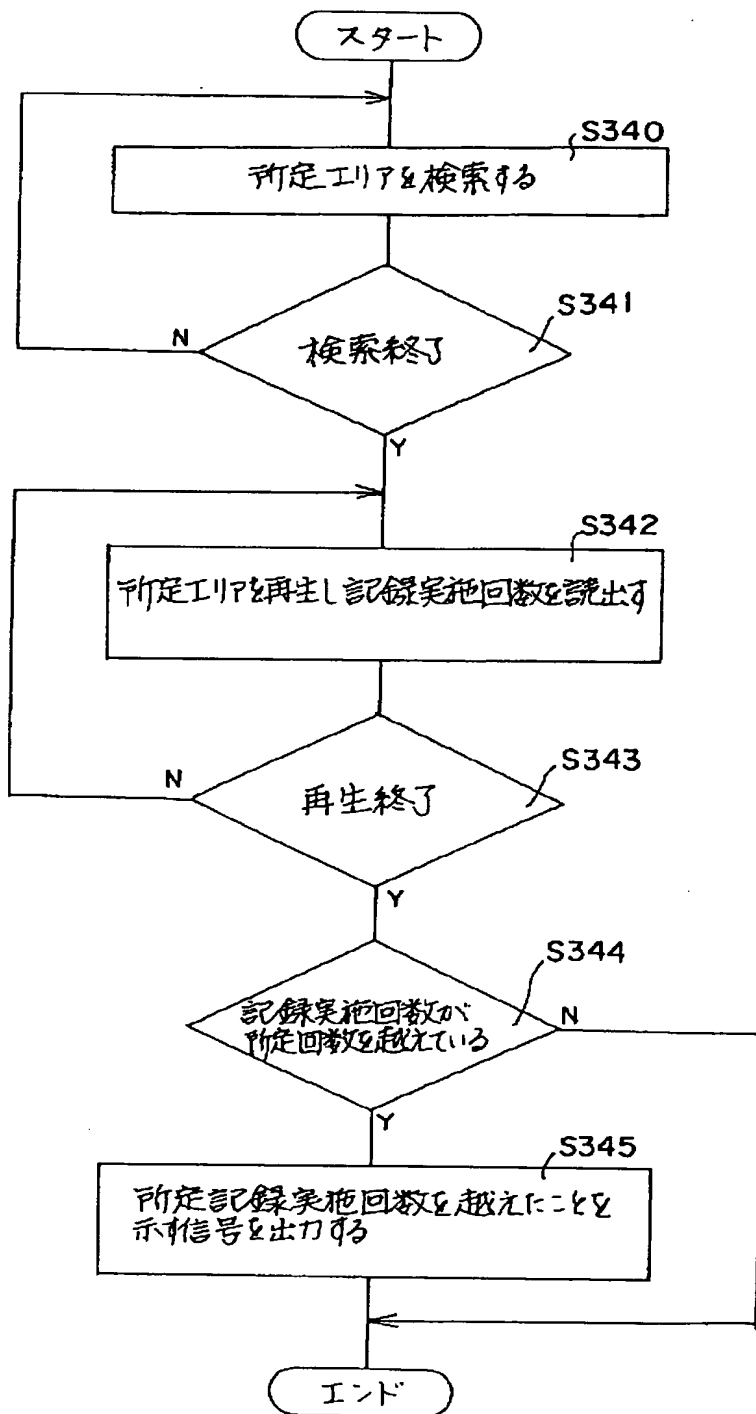 スタート
S340
所定エリアを検索する
S341
検索終了
N
Y
S342
所定エリアを再生し記録実施回数を読出す
S343
再生終了
N
Y
S344
記録実施回数が
所定回数を越えている
N
Y
S345
所定記録実施回数を越えたことを
示す信号を出力する
エンド